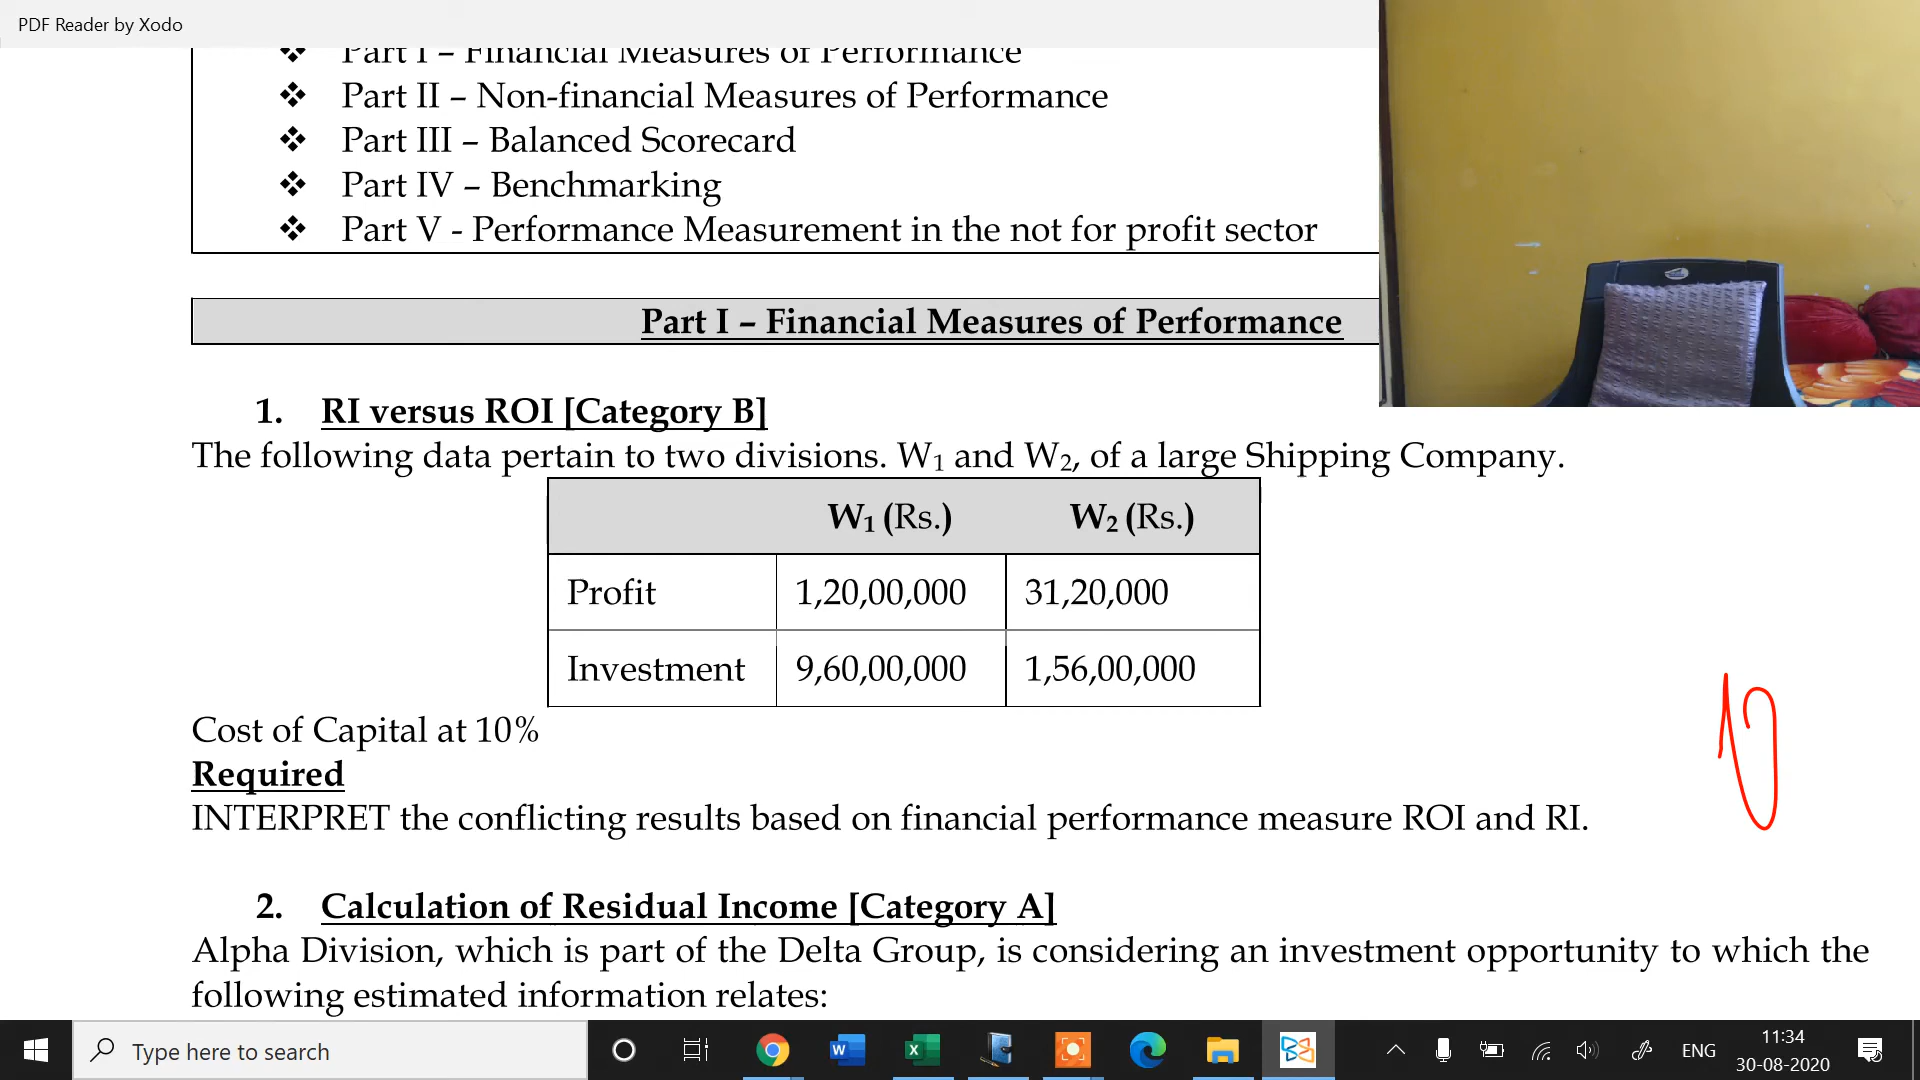 PDF Reader by Xodo
❖ Part I – Financial Measures of Performance
❖ Part II – Non-financial Measures of Performance
❖ Part III – Balanced Scorecard
❖ Part IV – Benchmarking
❖ Part V - Performance Measurement in the not for profit sector
Part I – Financial Measures of Performance
1. RI versus ROI [Category B]
The following data pertain to two divisions. W₁ and W₂, of a large Shipping Company.
W₁ (Rs.) W₂ (Rs.)
Profit 1,20,00,000 31,20,000
Investment 9,60,00,000 1,56,00,000
Cost of Capital at 10%
Required
INTERPRET the conflicting results based on financial performance measure ROI and RI.
10
2. Calculation of Residual Income [Category A]
Alpha Division, which is part of the Delta Group, is considering an investment opportunity to which the
following estimated information relates:
Type here to search
ENG
11:34
30-08-2020